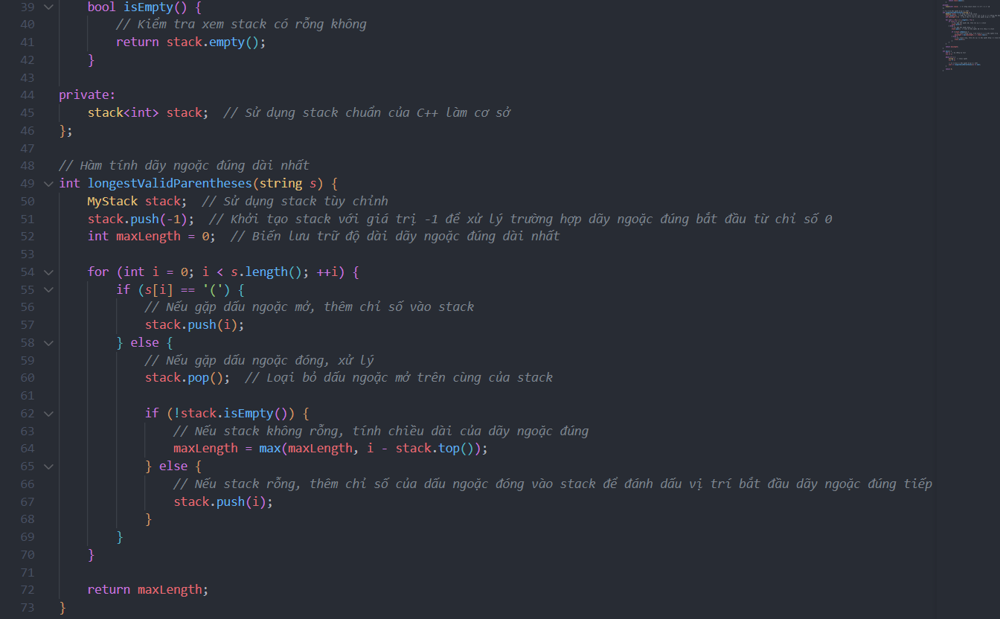 39 bool isEmpty() {
40 // Kiểm tra xem stack có rỗng không
41 return stack.empty();
42 }
43
44 private:
45 stack<int> stack; // Sử dụng stack chuẩn của C++ làm cơ sở
46 };
47
48 // Hàm tính dãy ngoặc đúng dài nhất
49 int longestValidParentheses(string s) {
50 MyStack stack; // Sử dụng stack tùy chỉnh
51 stack.push(-1); // Khởi tạo stack với giá trị -1 để xử lý trường hợp dãy ngoặc đúng bắt đầu từ chỉ số 0
52 int maxLength = 0; // Biến lưu trữ độ dài dãy ngoặc đúng dài nhất
53
54 for (int i = 0; i < s.length(); ++i) {
55 if (s[i] == '(') {
56 // Nếu gặp dấu ngoặc mở, thêm chỉ số vào stack
57 stack.push(i);
58 } else {
59 // Nếu gặp dấu ngoặc đóng, xử lý
60 stack.pop(); // Loại bỏ dấu ngoặc mở trên cùng của stack
61
62 if (!stack.isEmpty()) {
63 // Nếu stack không rỗng, tính chiều dài của dãy ngoặc đúng
64 maxLength = max(maxLength, i - stack.top());
65 } else {
66 // Nếu stack rỗng, thêm chỉ số của dấu ngoặc đóng vào stack để đánh dấu vị trí bắt đầu dãy ngoặc đúng tiếp
67 stack.push(i);
68 }
69 }
70 }
71
72 return maxLength;
73 }